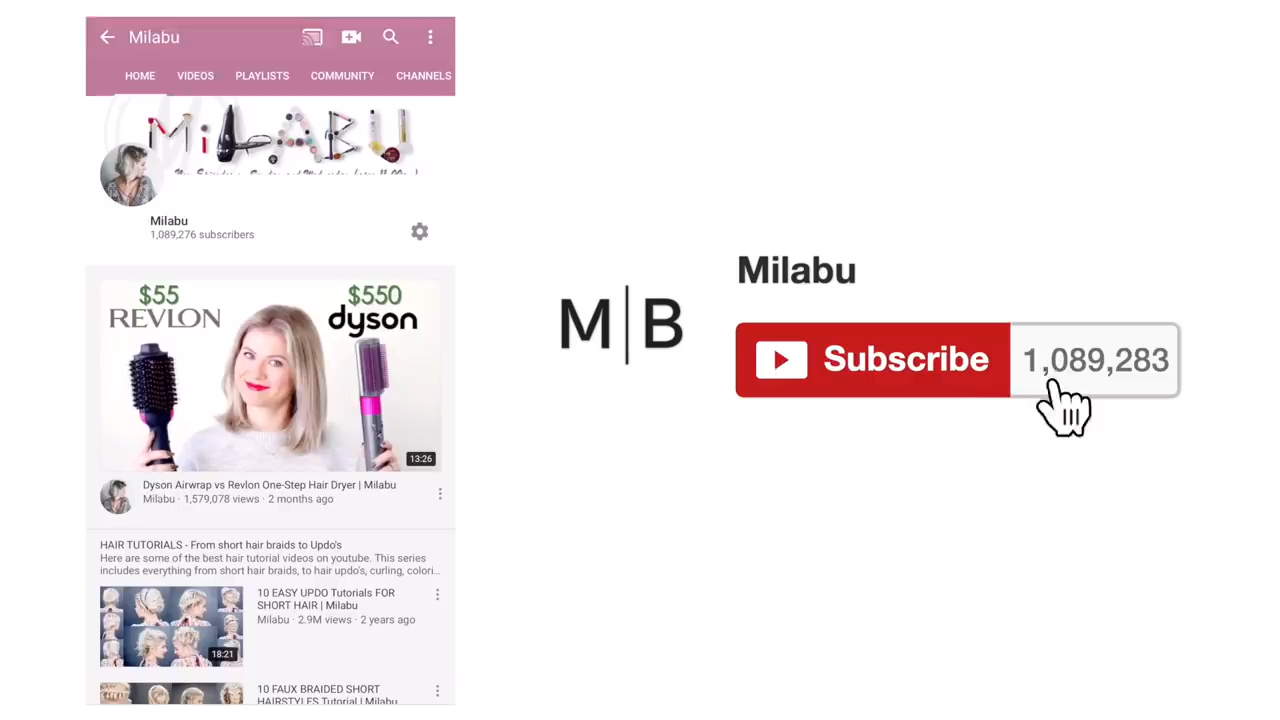 Milabu
HOME VIDEOS PLAYLISTS COMMUNITY CHANNELS
MiLABU
Milabu
1,089,276 subscribers
$55
REVLON
$550
dyson
13:26
Dyson Airwrap vs Revlon One-Step Hair Dryer | Milabu
Milabu · 1,579,078 views · 2 months ago
HAIR TUTORIALS - From short hair braids to Updo's
Here are some of the best hair tutorial videos on youtube. This series
includes everything from short hair braids, to hair updo's, curling, colori...
10 EASY UPDO Tutorials FOR
SHORT HAIR | Milabu
Milabu · 2.9M views · 2 years ago
18:21
10 FAUX BRAIDED SHORT
HAIRSTYLES Tutorial | Milabu
M|B
Milabu
Subscribe 1,089,283